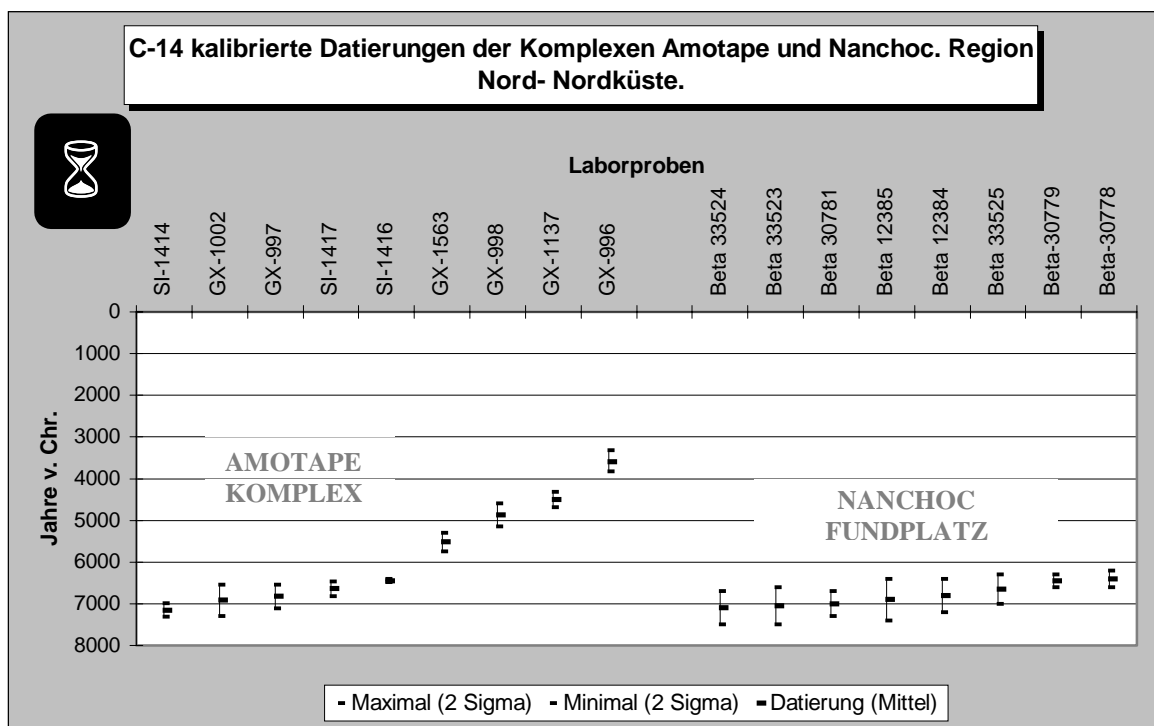 C-14 kalibrierte Datierungen der Komplexen Amotape und Nanchoc. Region
Nord- Nordküste.
Laborproben
SI-1414
GX-1002
GX-997
SI-1417
SI-1416
GX-1563
GX-998
GX-1137
GX-996
Beta 33524
Beta 33523
Beta 30781
Beta 12385
Beta 12384
Beta 33525
Beta-30779
Beta-30778
Jahre v. Chr.
0
1000
2000
3000
4000
5000
6000
7000
8000
AMOTAPE
KOMPLEX
NANCHOC
FUNDPLATZ
Maximal (2 Sigma) Minimal (2 Sigma) Datierung (Mittel)